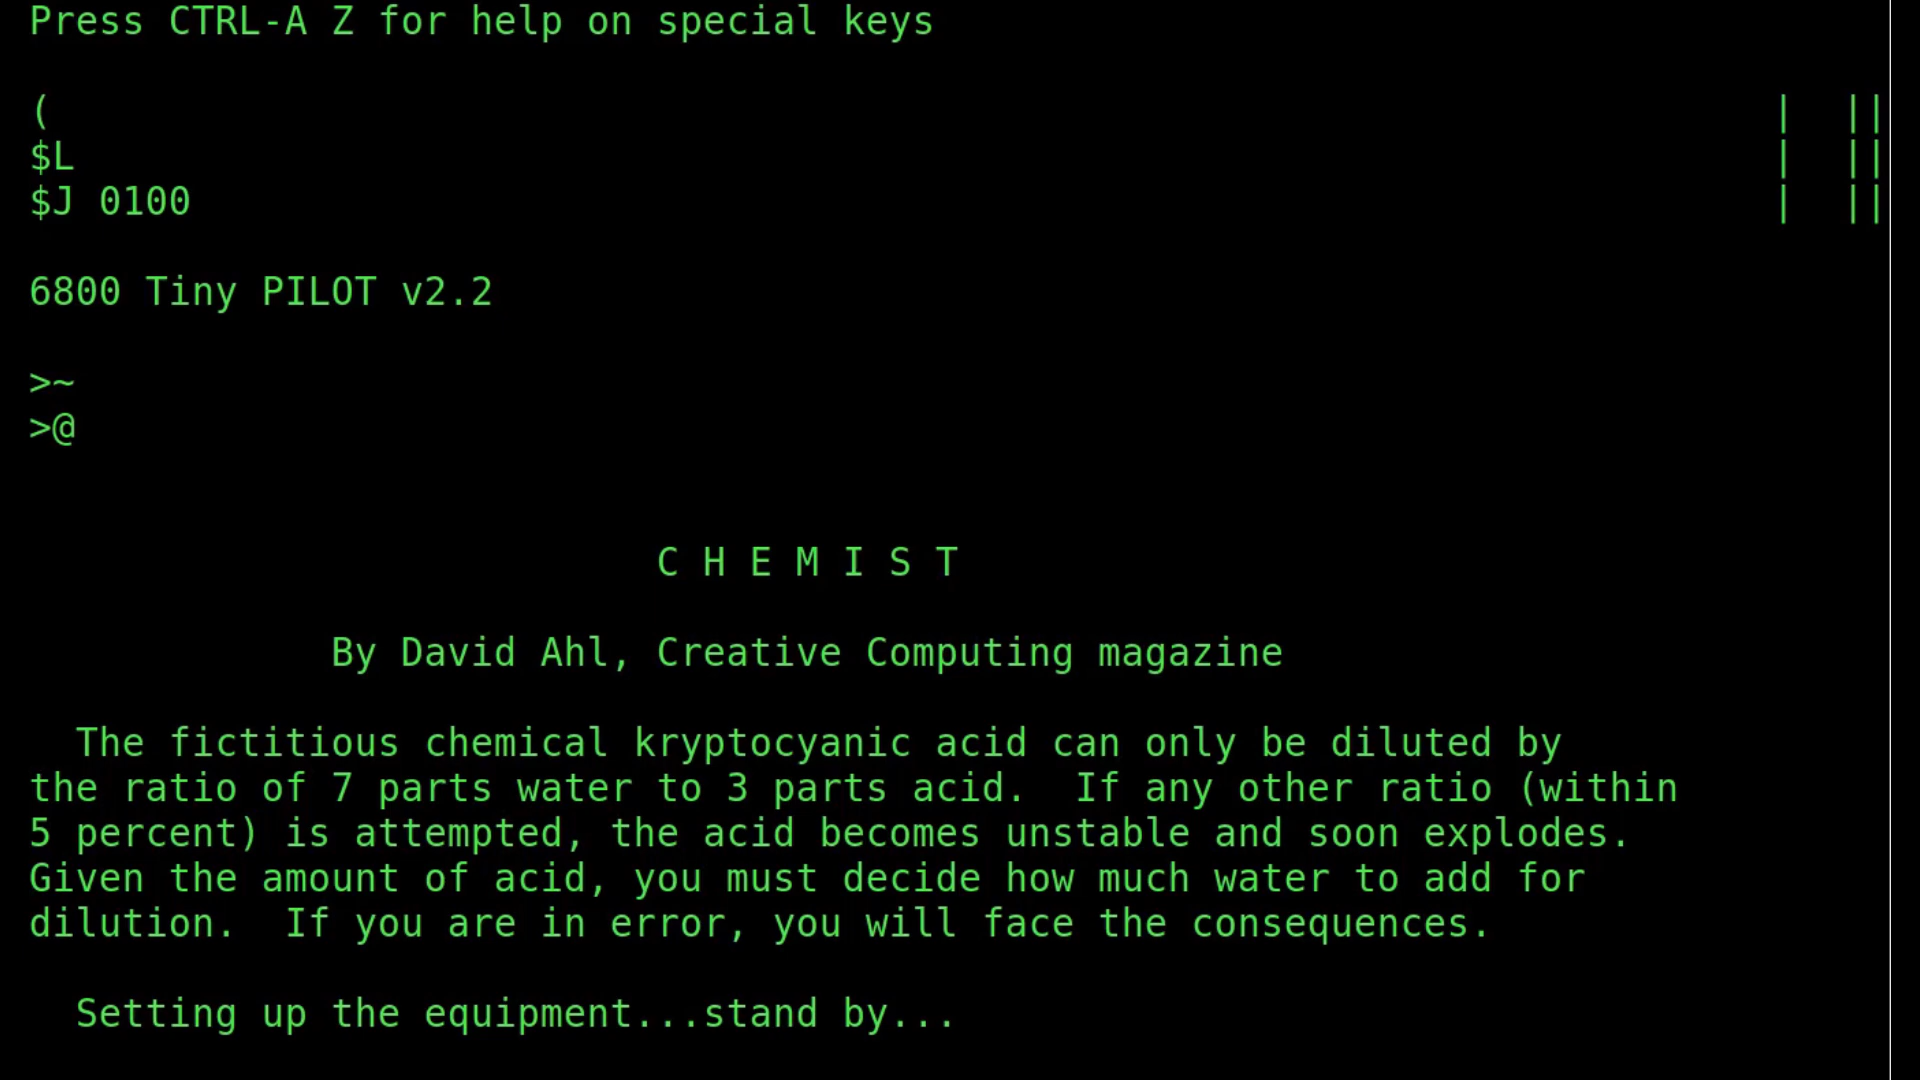 Press CTRL-A Z for help on special keys
( | ||
$L | ||
$J 0100 | ||
6800 Tiny PILOT v2.2
>~
>@
C H E M I S T
By David Ahl, Creative Computing magazine
The fictitious chemical kryptocyanic acid can only be diluted by
the ratio of 7 parts water to 3 parts acid.  If any other ratio (within
5 percent) is attempted, the acid becomes unstable and soon explodes.
Given the amount of acid, you must decide how much water to add for
dilution.  If you are in error, you will face the consequences.
Setting up the equipment...stand by...